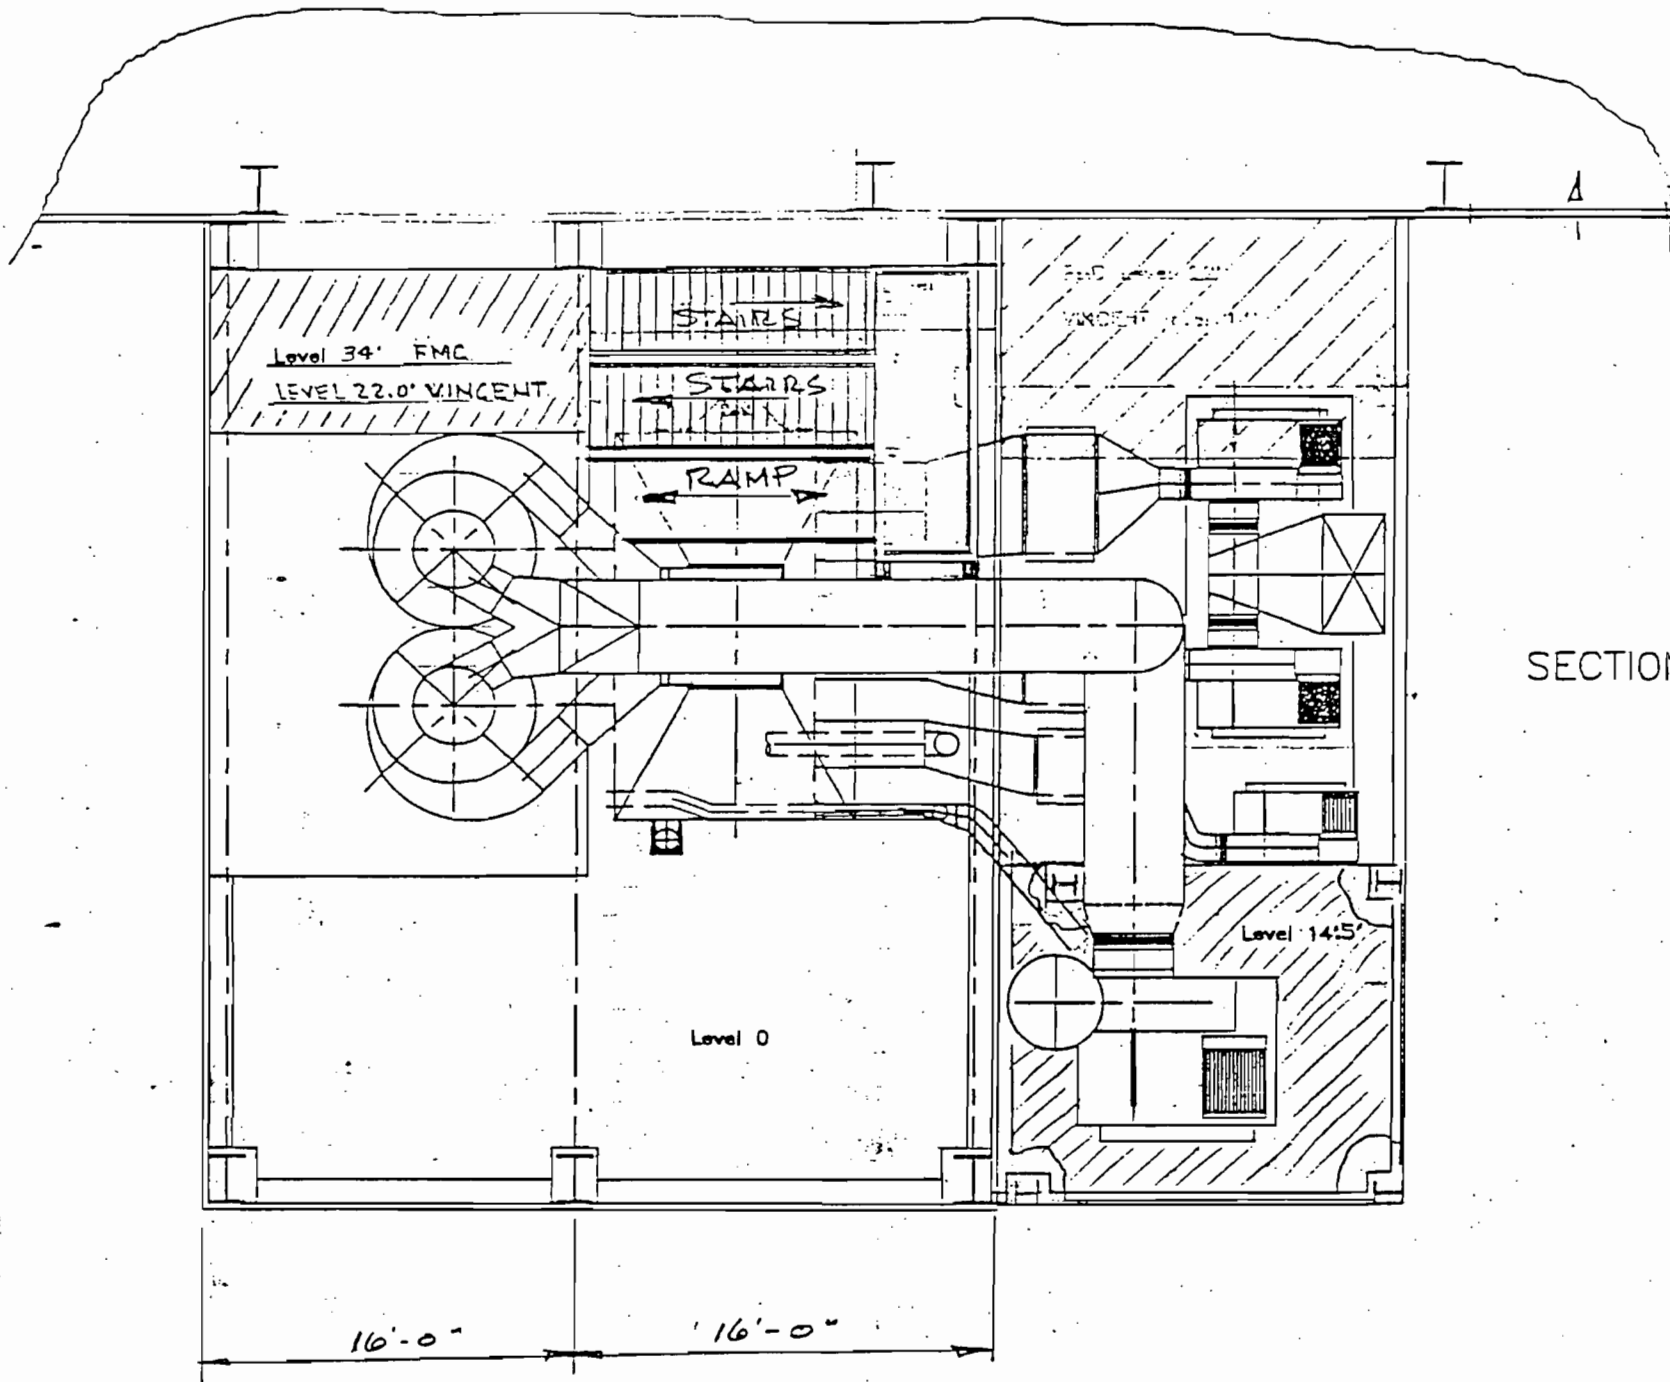 STAIRS
Level 34' FMC
LEVEL 22.0' VINCENT
STAIRS
RAMP
VINCENT
SECTION
Level 14.5'
Level 0
16'-0"
16'-0"